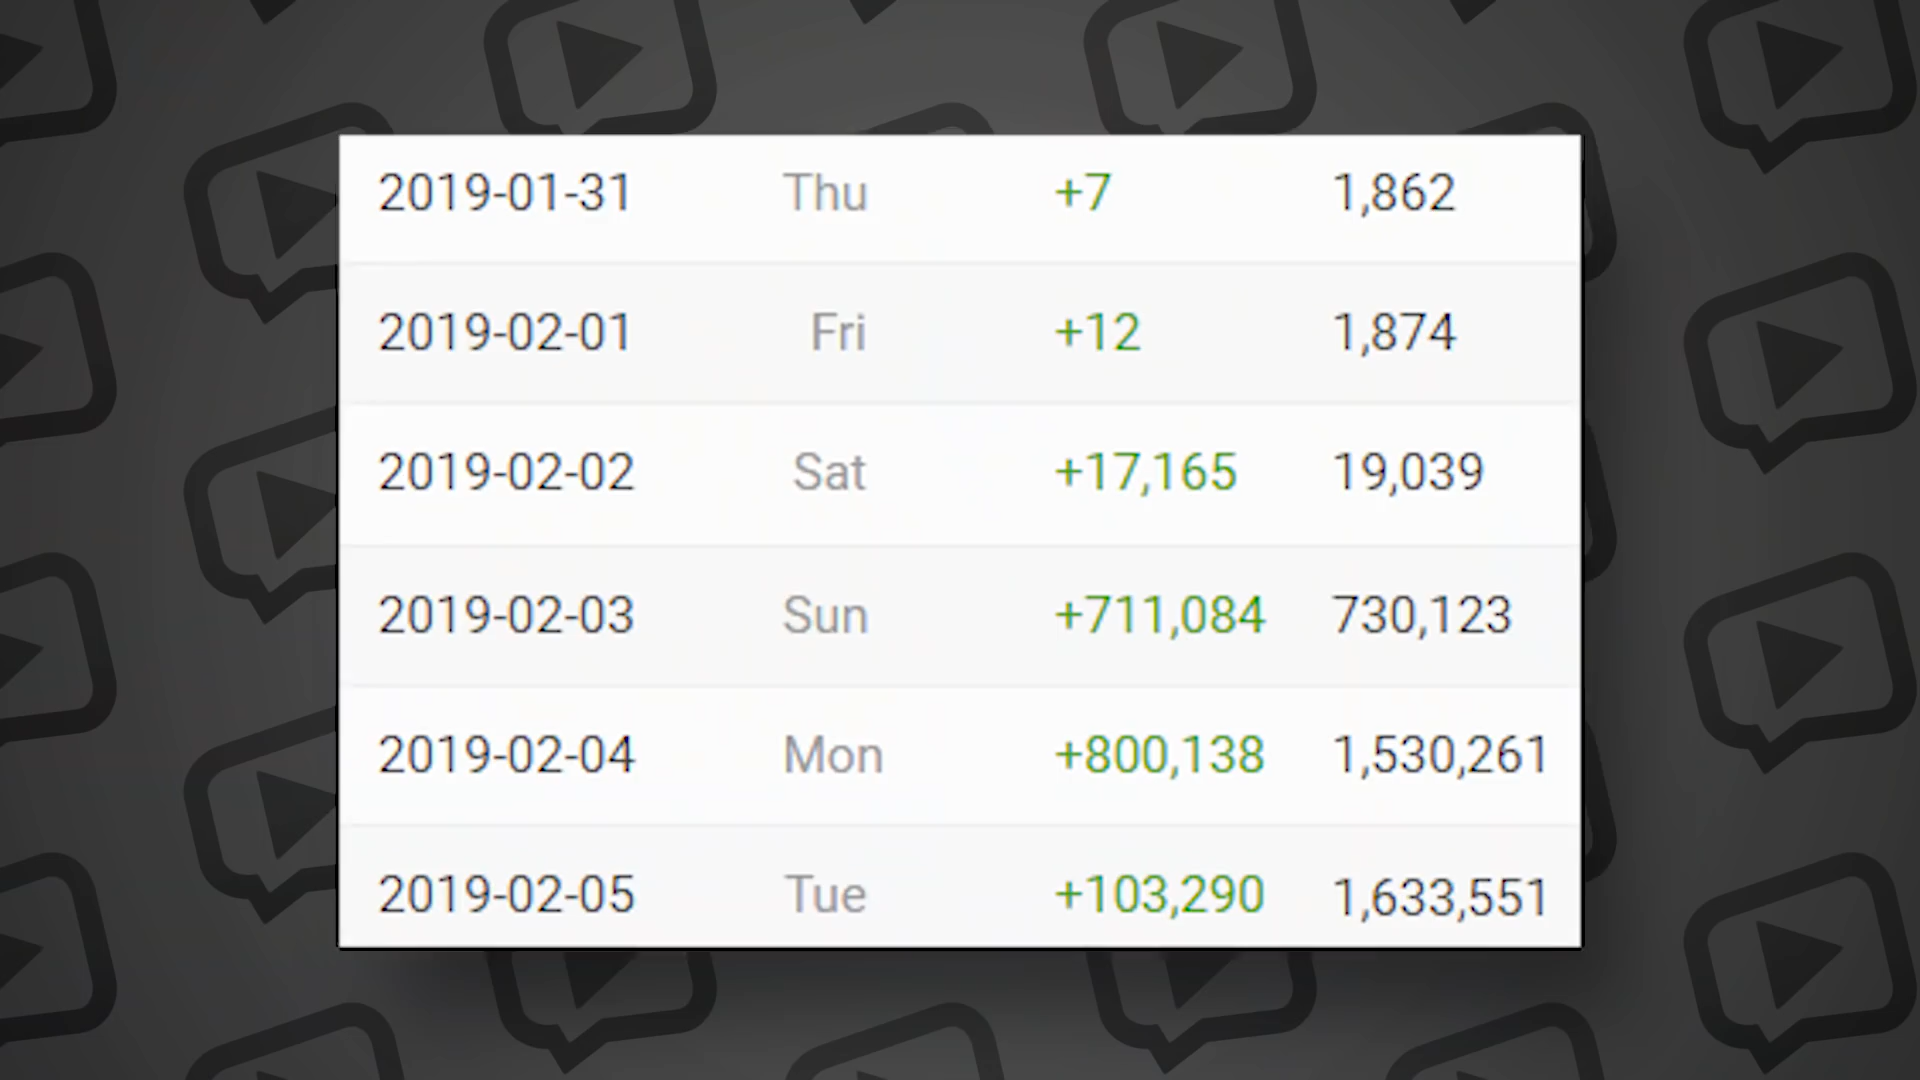 2019-01-31 Thu +7 1,862
2019-02-01 Fri +12 1,874
2019-02-02 Sat +17,165 19,039
2019-02-03 Sun +711,084 730,123
2019-02-04 Mon +800,138 1,530,261
2019-02-05 Tue +103,290 1,633,551